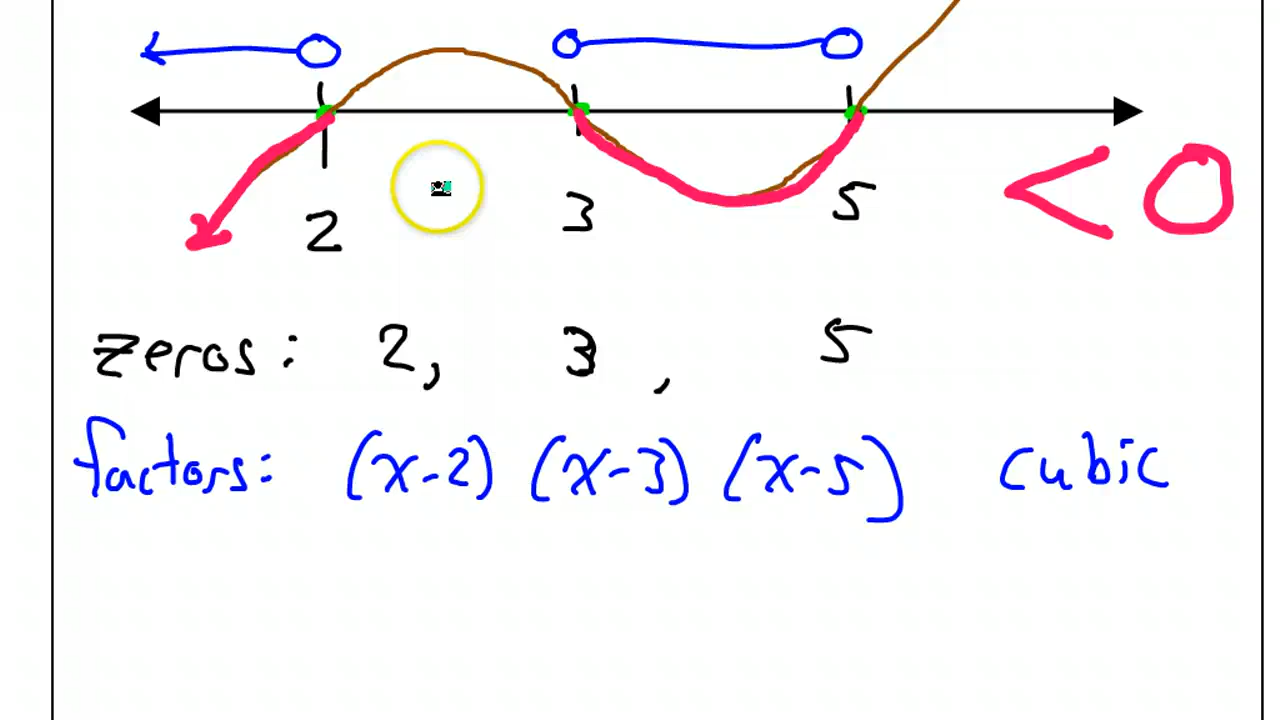 < 0
2 3 5
zeros: 2, 3, 5
factors: (x-2) (x-3) (x-5) cubic